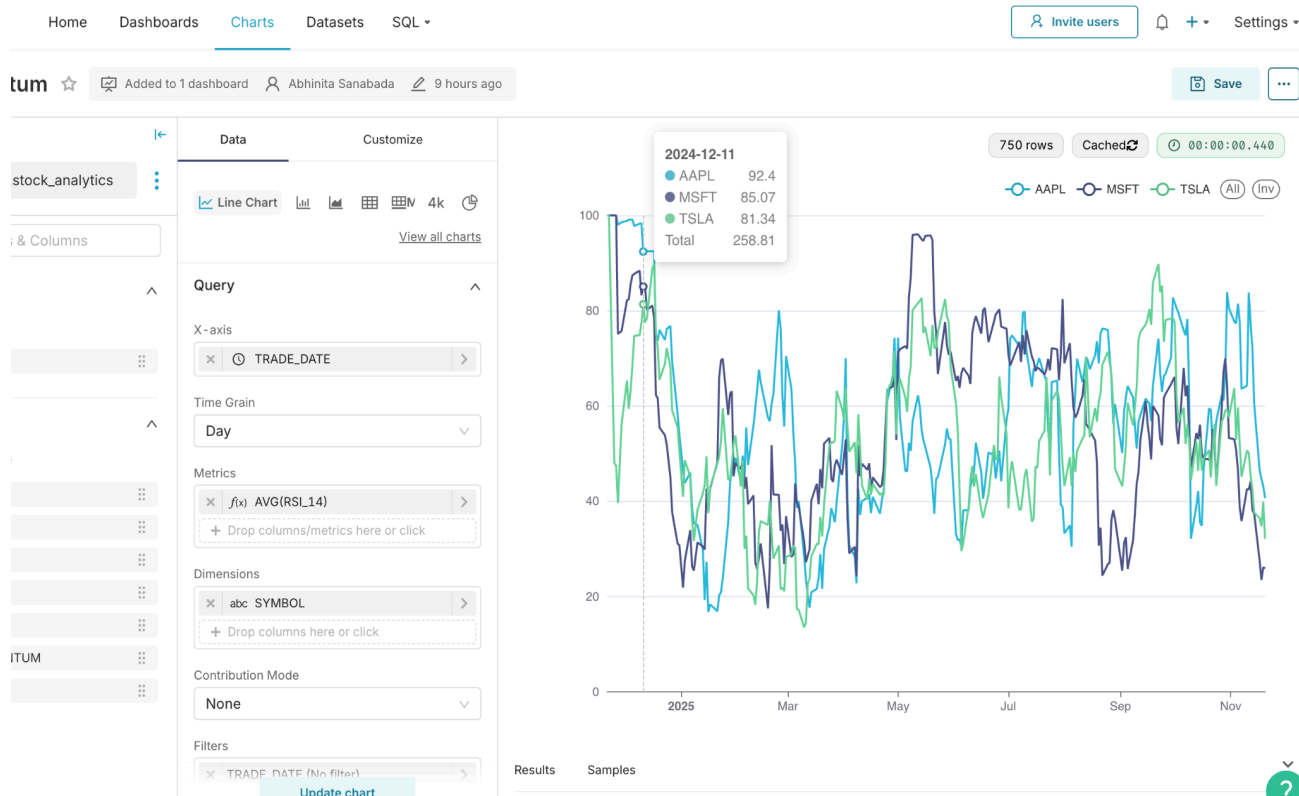 Home Dashboards Charts Datasets SQL Invite users Settings
tum Added to 1 dashboard Abhinita Sanabada 9 hours ago Save ...
Data Customize
stock_analytics
s & Columns
NTUM
Line Chart 4k
View all charts
Query
X-axis
TRADE_DATE
Time Grain
Day
Metrics
f(x) AVG(RSI_14)
+ Drop columns/metrics here or click
Dimensions
abc SYMBOL
+ Drop columns here or click
Contribution Mode
None
Filters
TRADE_DATE (No filter)
Update chart
750 rows Cached 00:00:00.440
AAPL MSFT TSLA All Inv
2024-12-11
AAPL 92.4
MSFT 85.07
TSLA 81.34
Total 258.81
100
80
60
40
20
0
2025 Mar May Jul Sep Nov
Results Samples
?